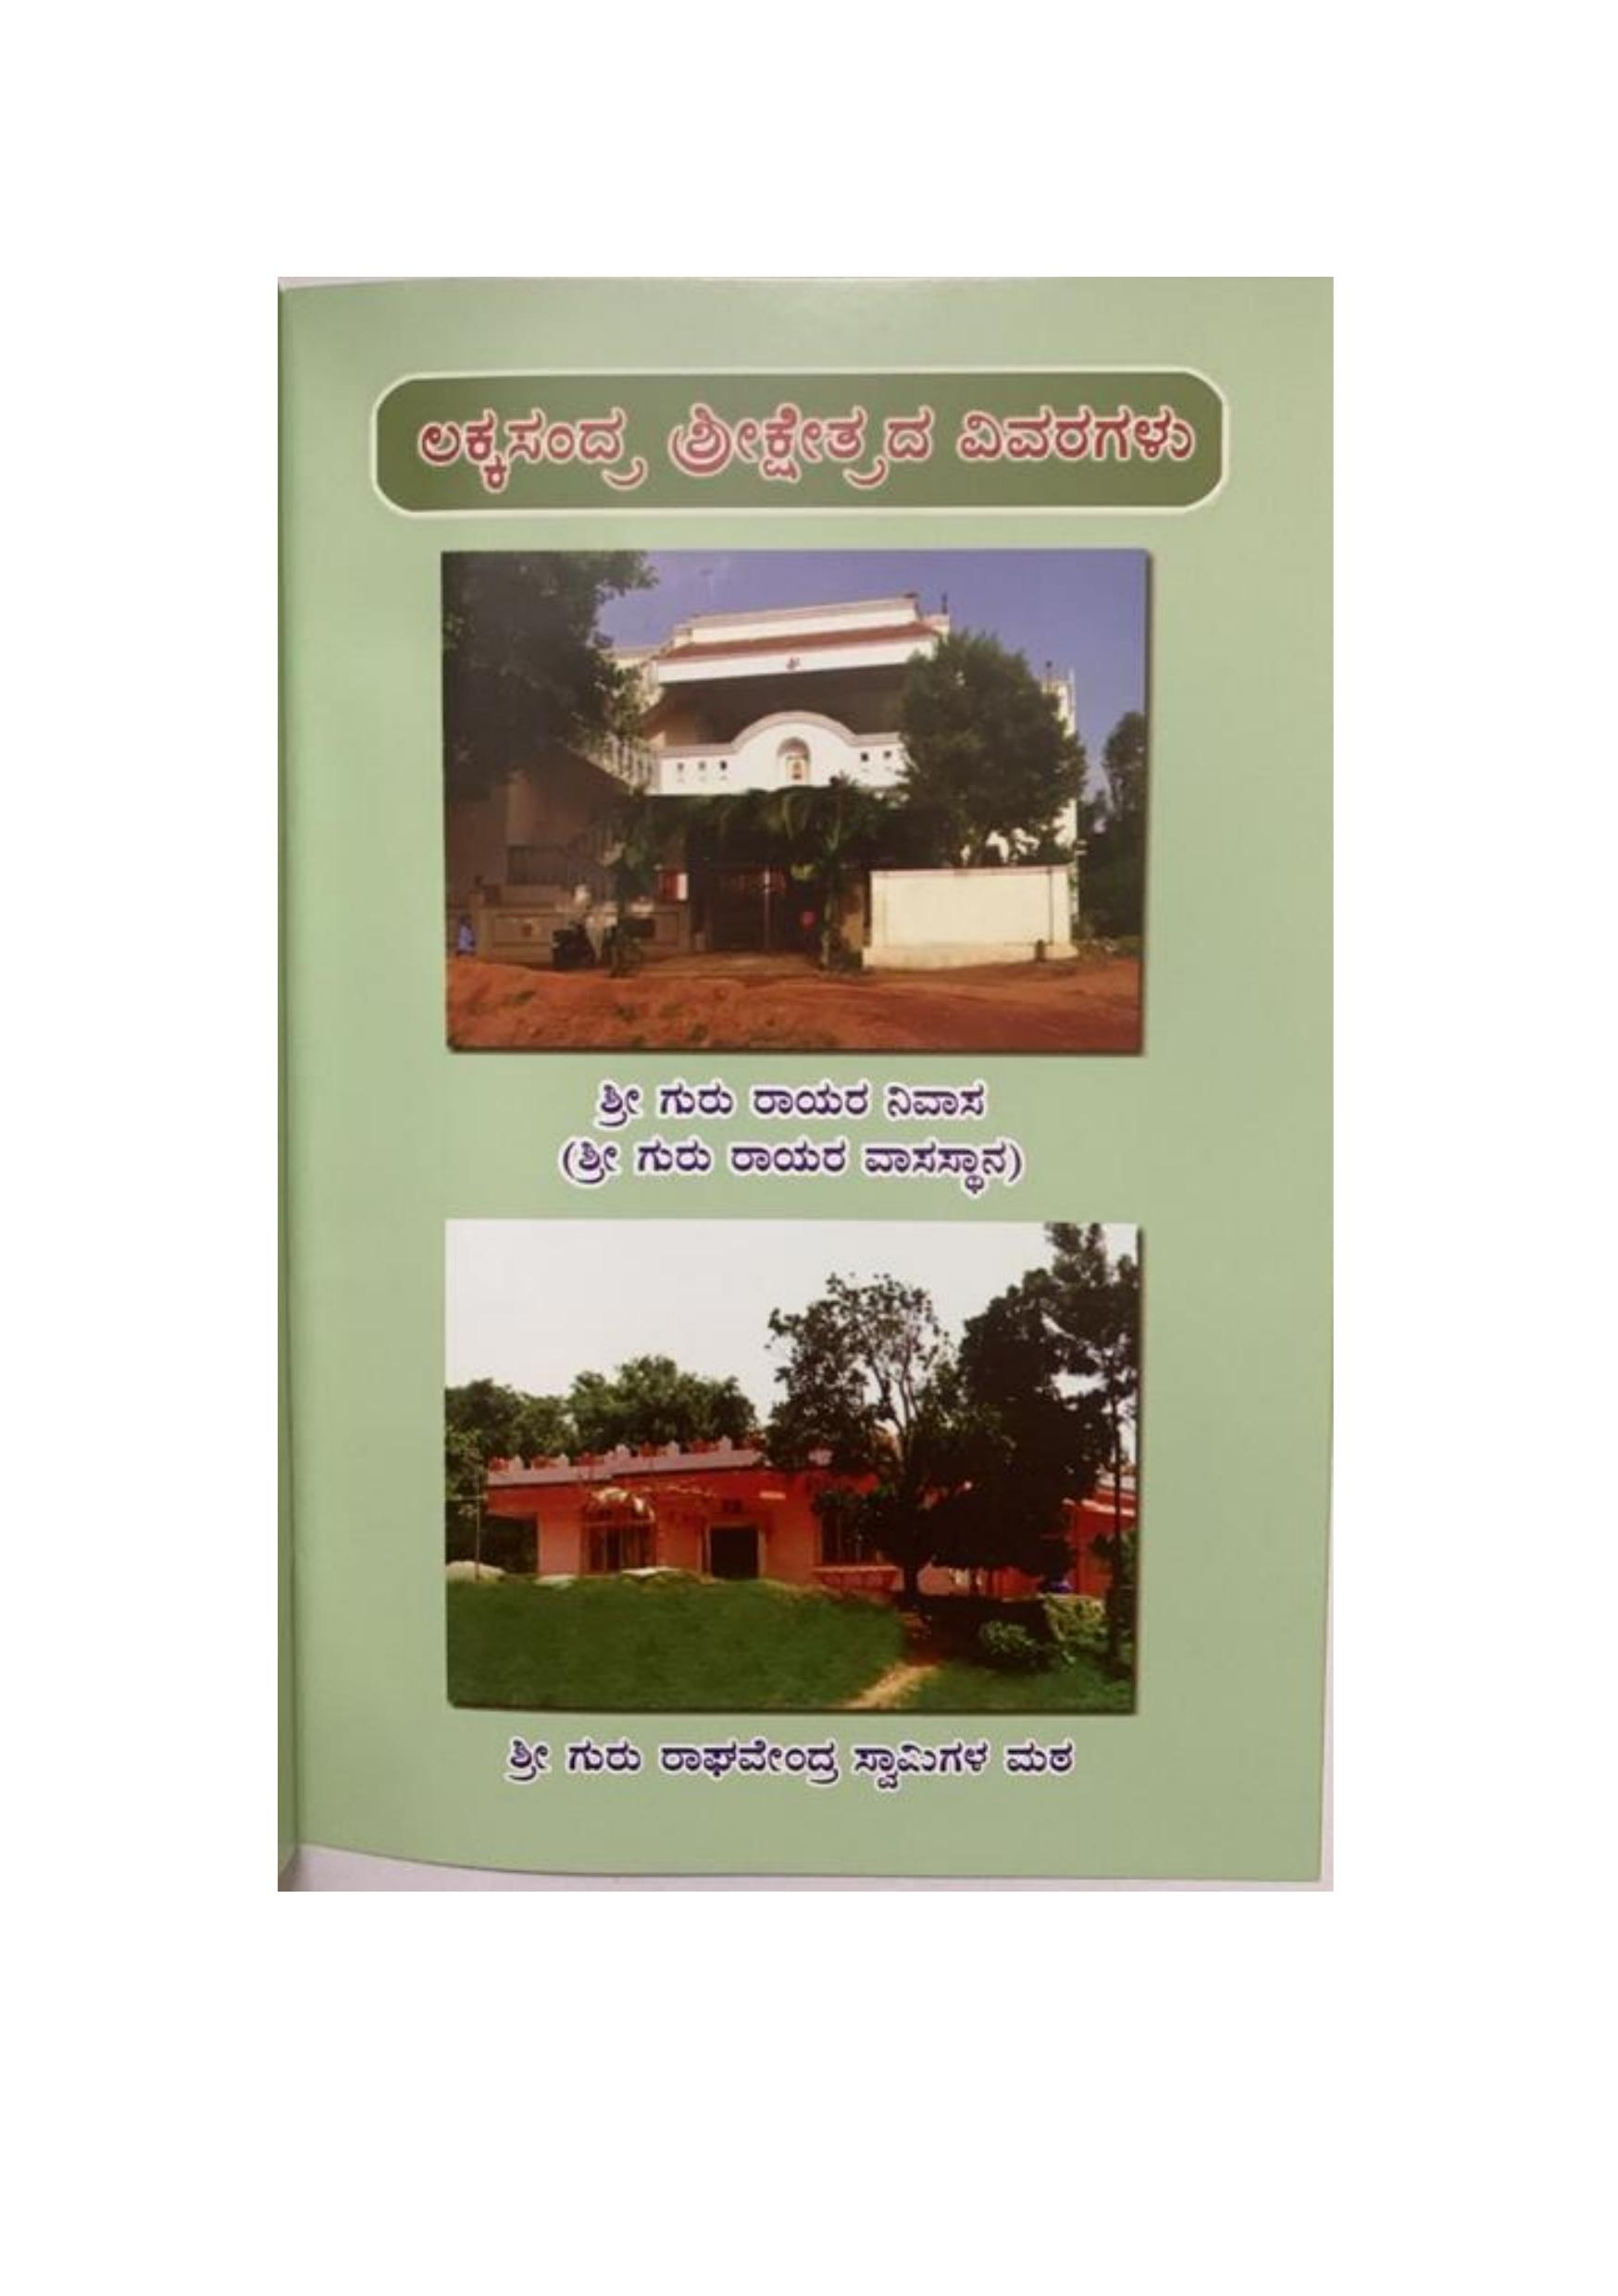 ಲಕ್ಕಸಂದ್ರ ಶ್ರೀಕ್ಷೇತ್ರದ ವಿವರಗಳು
ಶ್ರೀ ಗುರು ರಾಯರ ನಿವಾಸ
(ಶ್ರೀ ಗುರು ರಾಯರ ವಾಸಸ್ಥಾನ)
ಶ್ರೀ ಗುರು ರಾಘವೇಂದ್ರ ಸ್ವಾಮಿಗಳ ಮಠ